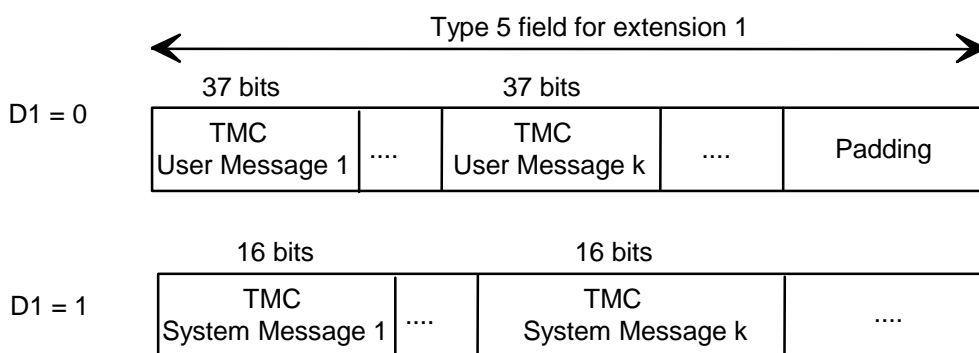 Type 5 field for extension 1
37 bits 37 bits
D1 = 0
TMC TMC
User Message 1 .... User Message k .... Padding
16 bits 16 bits
D1 = 1
TMC TMC
System Message 1 .... System Message k ....